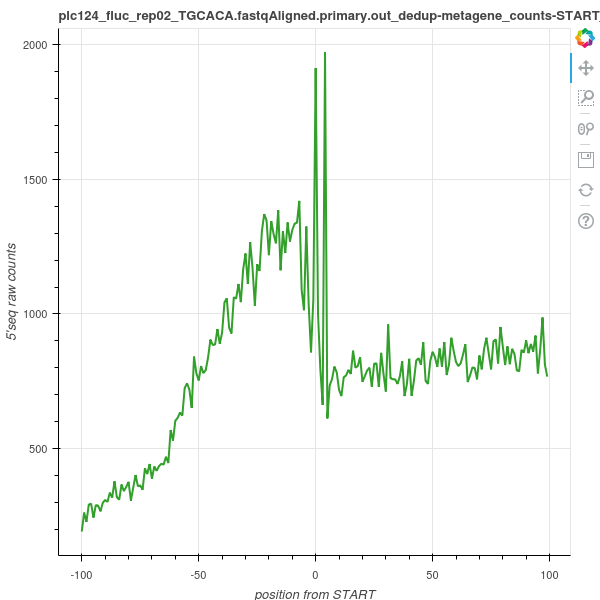 plc124_fluc_rep02_TGCACA.fastqAligned.primary.out_dedup-metagene_counts-START_
2000
1500
1000
500
5'seq raw counts
-100 -50 0 50 100
position from START